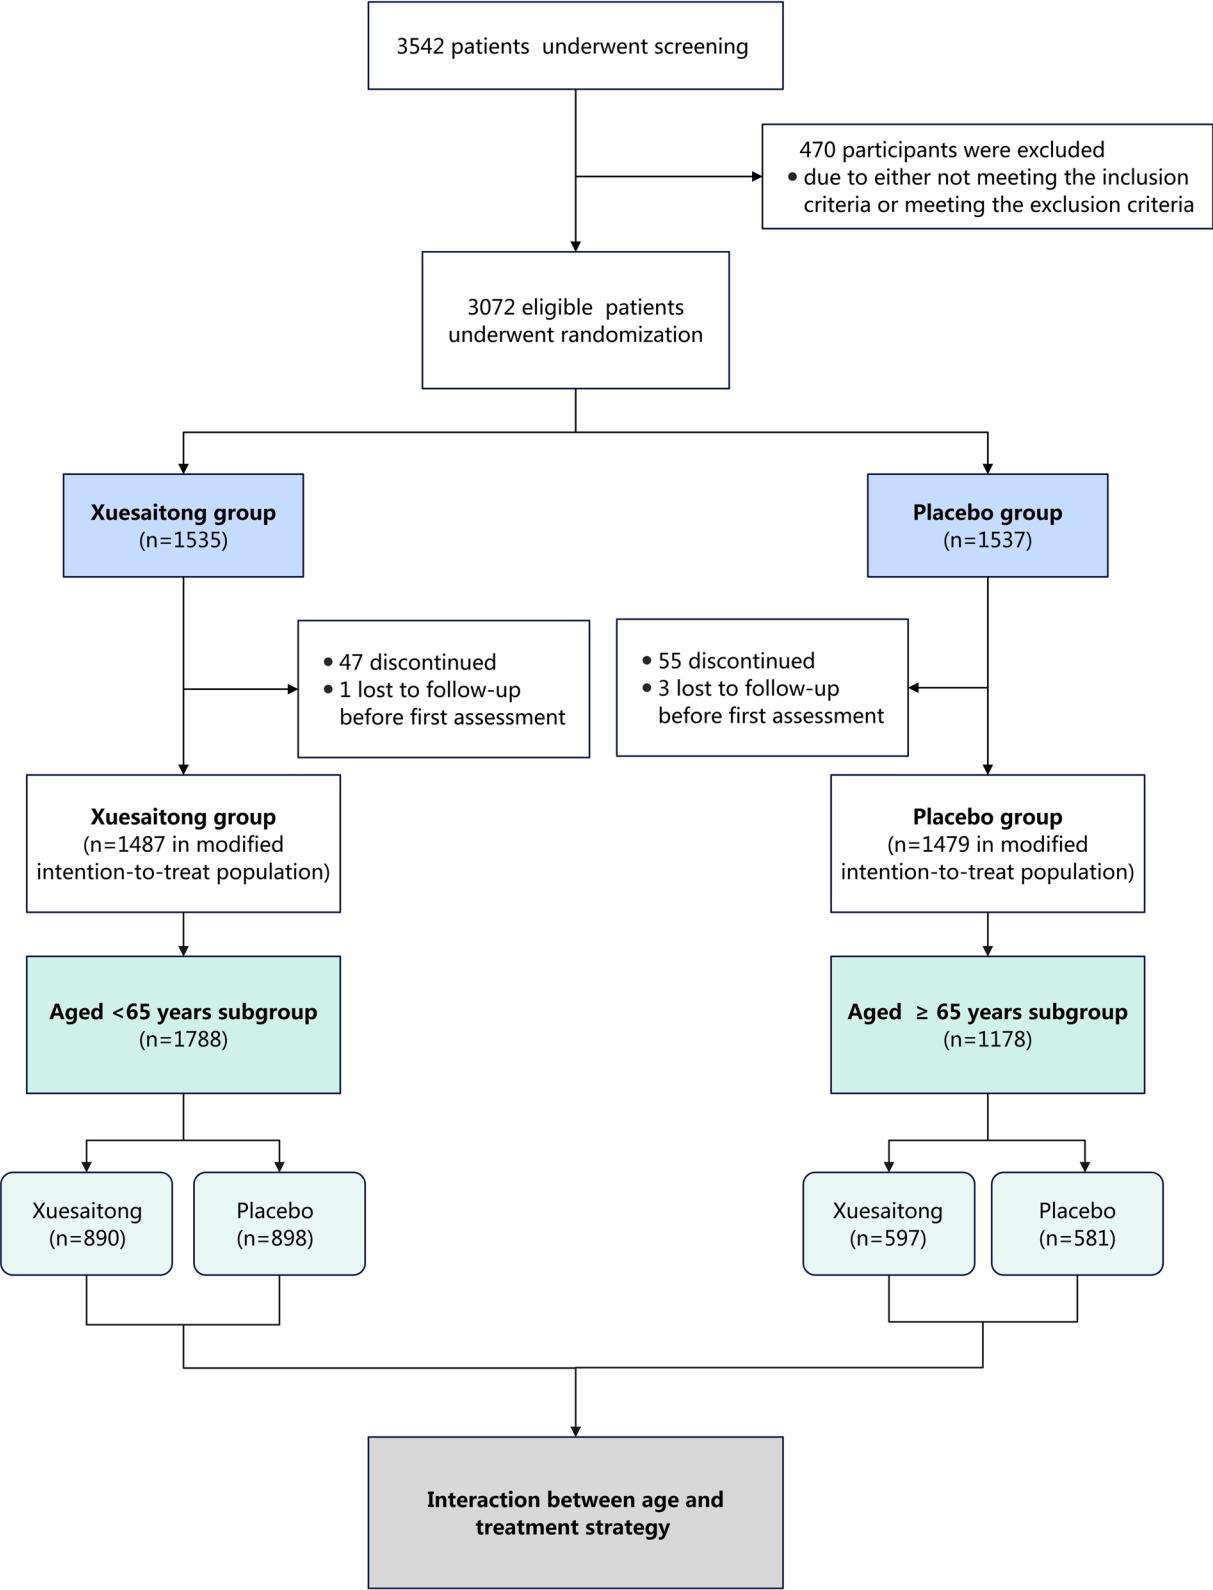 3542 patients  underwent screening
470 participants were excluded
• due to either not meeting the inclusion
criteria or meeting the exclusion criteria
3072 eligible  patients
underwent randomization
Xuesaitong group
(n=1535)
Placebo group
(n=1537)
• 47 discontinued
• 1 lost to follow-up
before first assessment
• 55 discontinued
• 3 lost to follow-up
before first assessment
Xuesaitong group
(n=1487 in modified
intention-to-treat population)
Placebo group
(n=1479 in modified
intention-to-treat population)
Aged <65 years subgroup
(n=1788)
Aged  ≥ 65 years subgroup
(n=1178)
Xuesaitong
(n=890)
Placebo
(n=898)
Xuesaitong
(n=597)
Placebo
(n=581)
Interaction between age and
treatment strategy